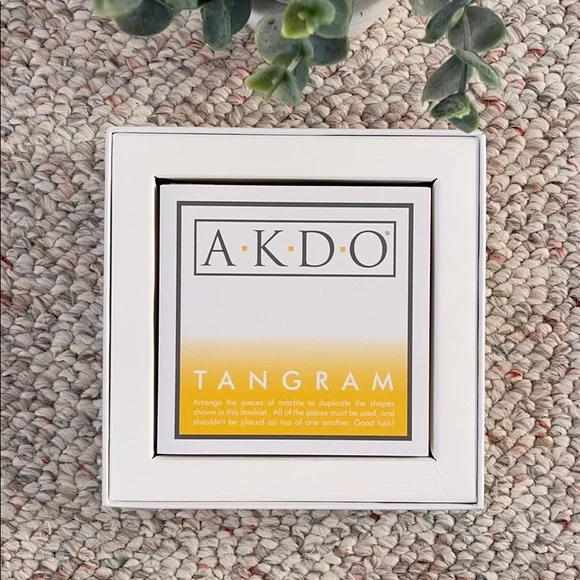 A·K·D·O®
TANGRAM
Arrange the pieces of marble to duplicate the shapes
shown in this booklet. All of the pieces must be used, and
shouldn't be placed on top of one another. Good luck!